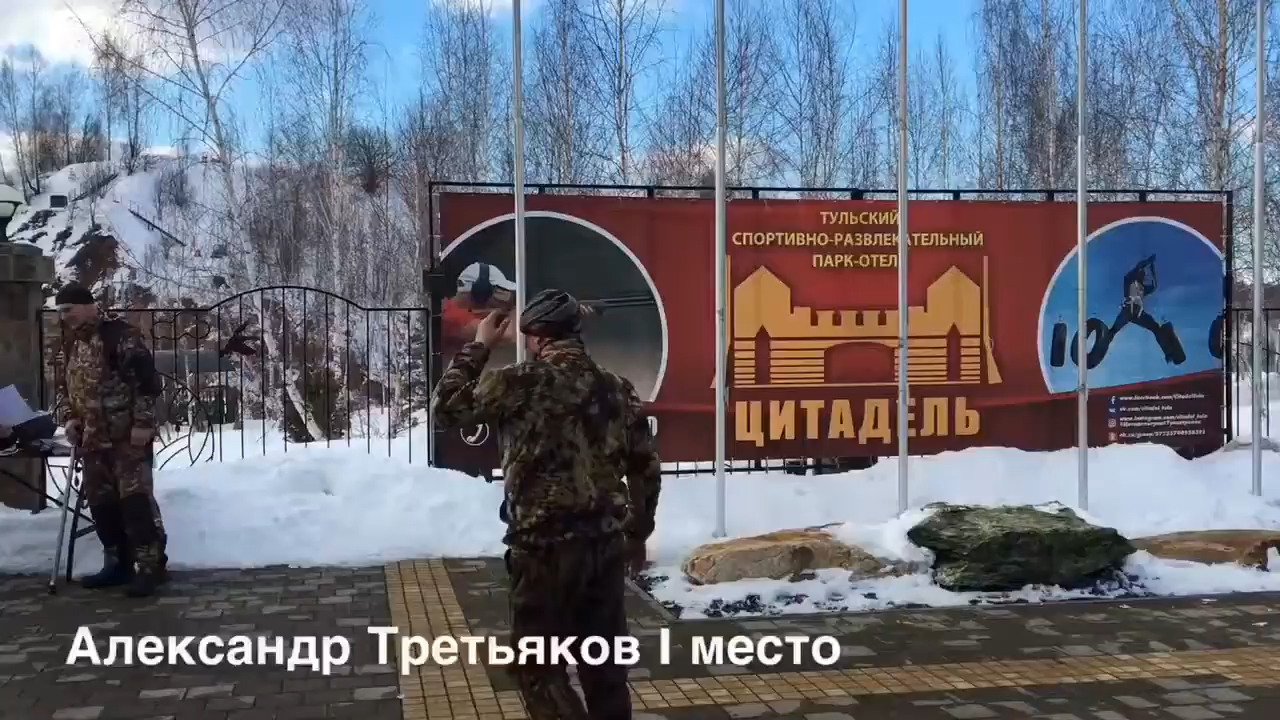 ТУЛЬСКИЙ
СПОРТИВНО-РАЗВЛЕКАТЕЛЬНЫЙ
ПАРК-ОТЕЛЬ
ЦИТАДЕЛЬ
Александр Третьяков I место